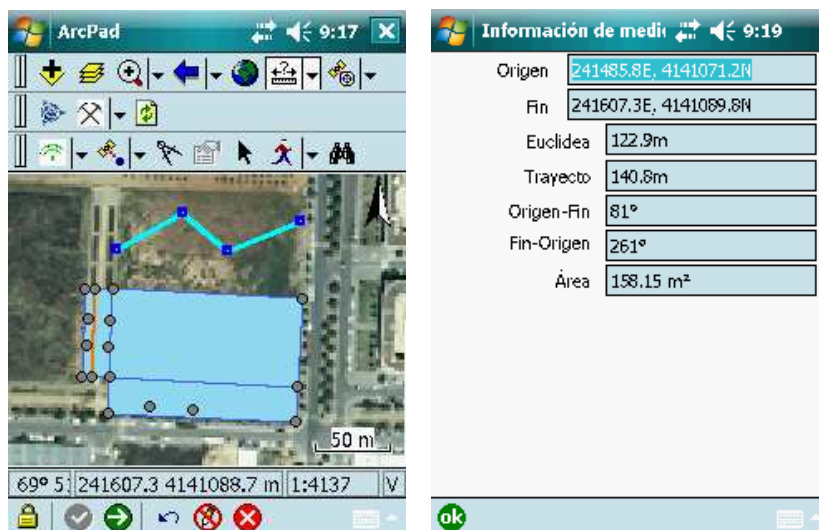 ArcPad 9:17
50 m
69° 5 241607.3 4141088.7 m 1:4137 V
Información de medi 9:19
Origen 241485.8E, 4141071.2N
Fin 241607.3E, 4141089.8N
Euclidea 122.9m
Trayecto 140.8m
Origen-Fin 81°
Fin-Origen 261°
Área 158.15 m²
ok